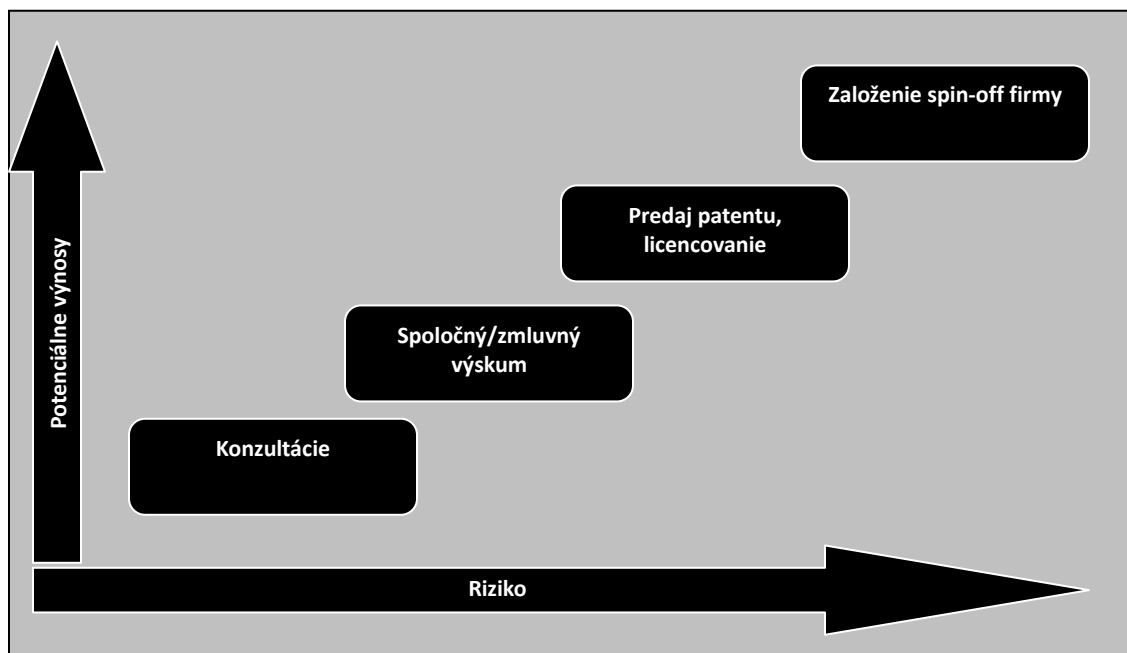 Založenie spin-off firmy
Predaj patentu,
licencovanie
Spoločný/zmluvný
výskum
Konzultácie
Potenciálne výnosy
Riziko